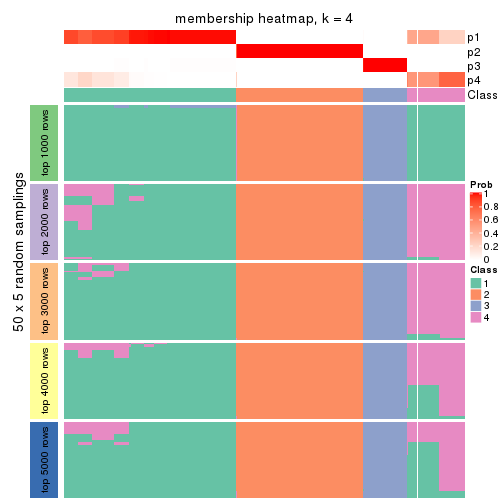 membership heatmap, k = 4
p1
p2
p3
p4
Class
50 x 5 random samplings
top 1000 rows
top 2000 rows
top 3000 rows
top 4000 rows
top 5000 rows
Prob
1
0.8
0.6
0.4
0.2
0
Class
1
2
3
4